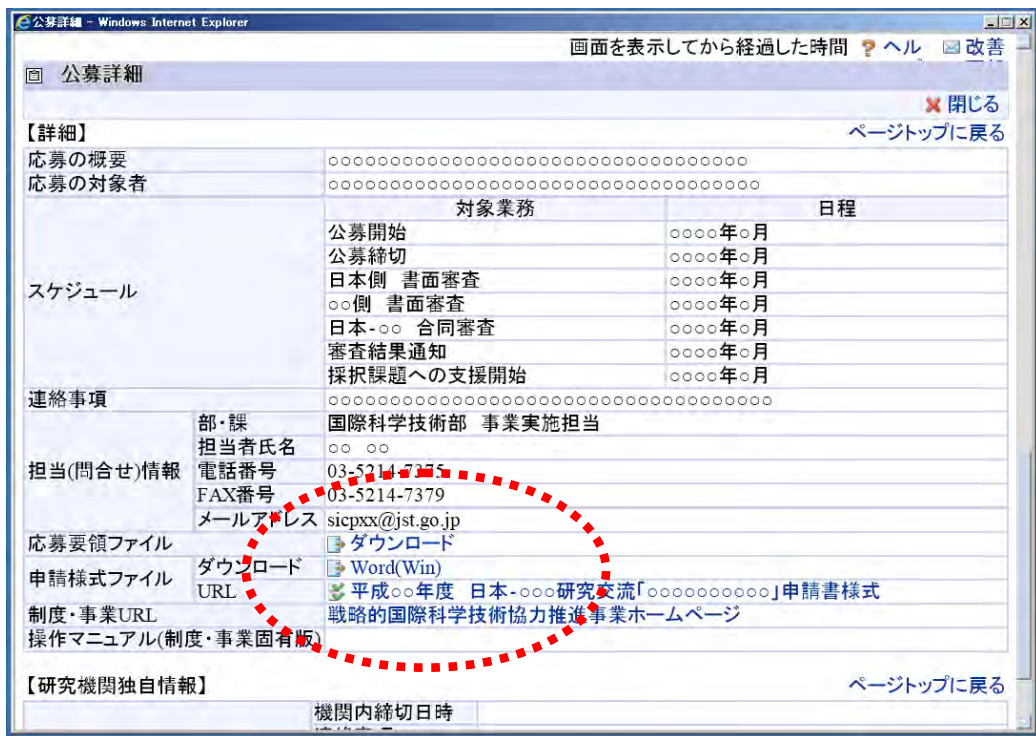 公募詳細 - Windows Internet Explorer
画面を表示してから経過した時間 ? ヘル 改善
公募詳細
閉じる
【詳細】 ページトップに戻る
応募の概要 ○○○○○○○○○○○○○○○○○○○○○○○○○○○○○○○○○○
応募の対象者 ○○○○○○○○○○○○○○○○○○○○○○○○○○○○○○○○○○○
対象業務 日程
公募開始 ○○○○年○月
公募締切 ○○○○年○月
日本側 書面審査 ○○○○年○月
スケジュール
○○側 書面審査 ○○○○年○月
日本-○○ 合同審査 ○○○○年○月
審査結果通知 ○○○○年○月
採択課題への支援開始 ○○○○年○月
連絡事項 ○○○○○○○○○○○○○○○○○○○○○○○○○○○○○○○○○○○○
部・課 国際科学技術部 事業実施担当
担当者氏名 ○○ ○○
担当(問合せ)情報 電話番号 03-5214-7375
FAX番号 03-5214-7379
メールアドレス sicpxx@jst.go.jp
応募要領ファイル ダウンロード
申請様式ファイル ダウンロード Word(Win)
URL 平成○○年度 日本-○○○研究交流「○○○○○○○○○○」申請書様式
制度・事業URL 戦略的国際科学技術協力推進事業ホームページ
操作マニュアル(制度・事業固有版)
【研究機関独自情報】 ページトップに戻る
機関内締切日時